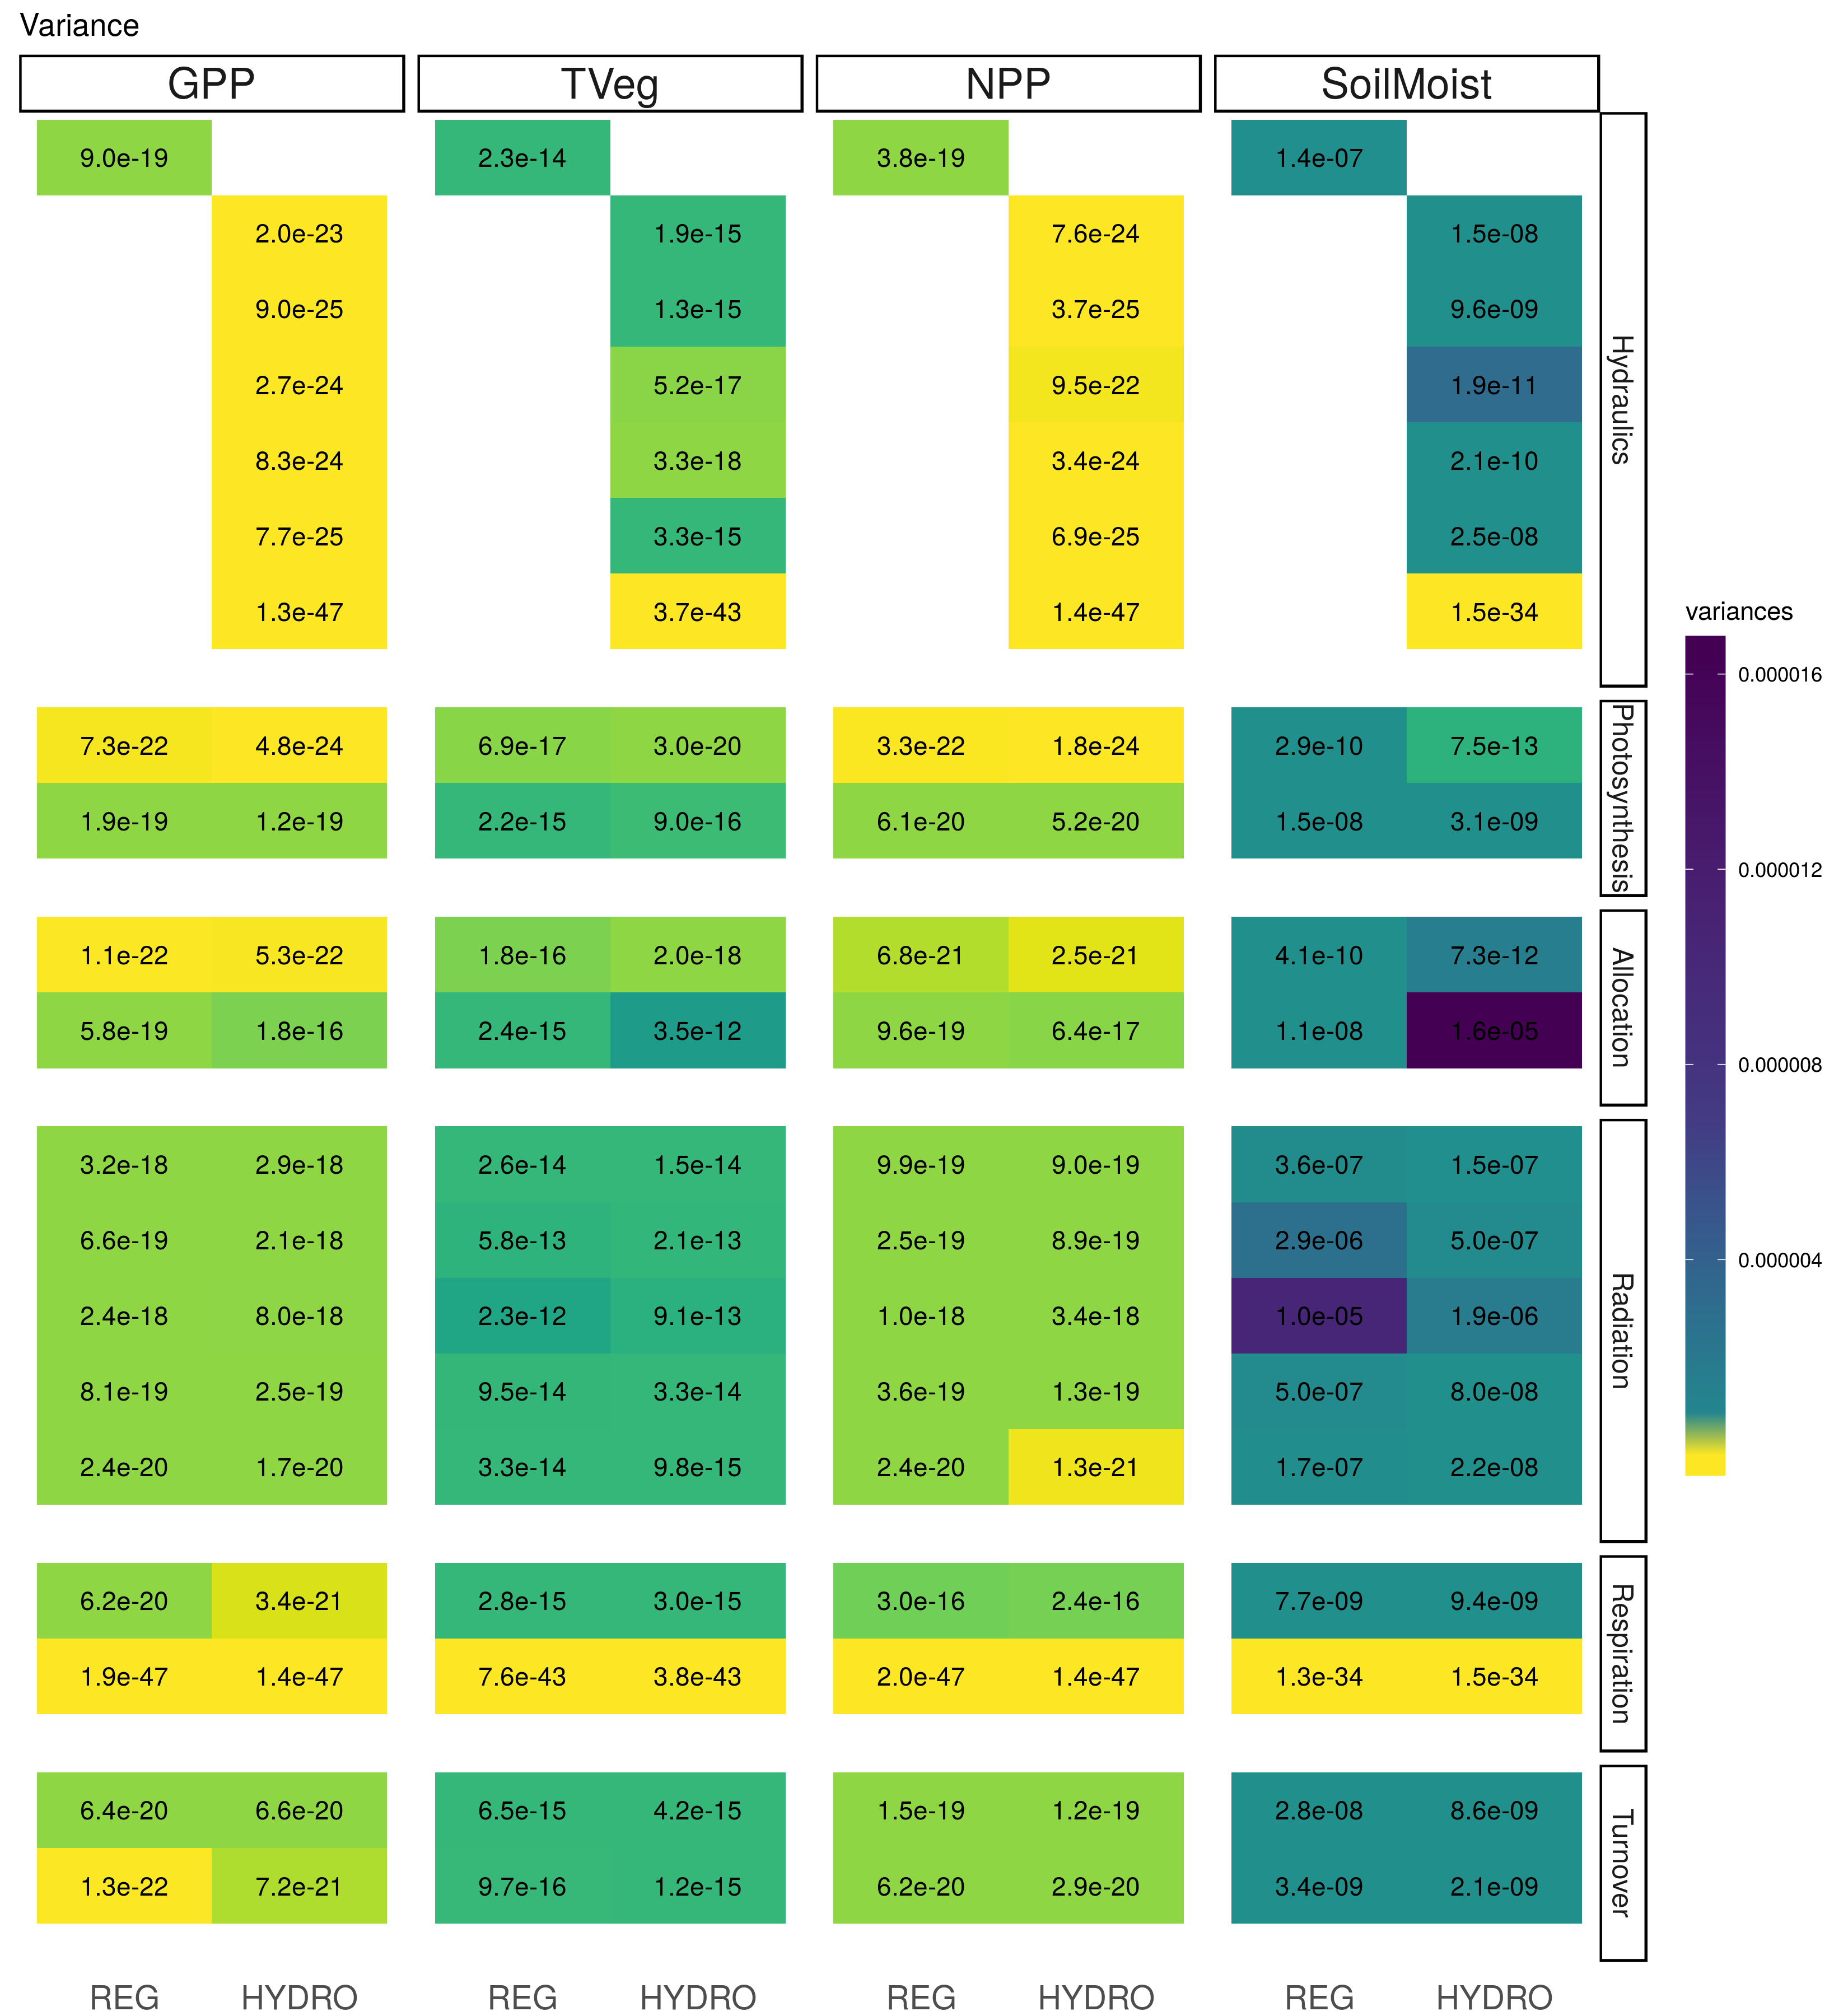 Variance
GPP TVeg NPP SoilMoist
9.0e-19 2.3e-14 3.8e-19 1.4e-07
2.0e-23 1.9e-15 7.6e-24 1.5e-08
9.0e-25 1.3e-15 3.7e-25 9.6e-09
2.7e-24 5.2e-17 9.5e-22 1.9e-11
8.3e-24 3.3e-18 3.4e-24 2.1e-10
7.7e-25 3.3e-15 6.9e-25 2.5e-08
1.3e-47 3.7e-43 1.4e-47 1.5e-34
Hydraulics
7.3e-22 4.8e-24 6.9e-17 3.0e-20 3.3e-22 1.8e-24 2.9e-10 7.5e-13
1.9e-19 1.2e-19 2.2e-15 9.0e-16 6.1e-20 5.2e-20 1.5e-08 3.1e-09
Photosynthesis
1.1e-22 5.3e-22 1.8e-16 2.0e-18 6.8e-21 2.5e-21 4.1e-10 7.3e-12
5.8e-19 1.8e-16 2.4e-15 3.5e-12 9.6e-19 6.4e-17 1.1e-08 1.6e-05
Allocation
3.2e-18 2.9e-18 2.6e-14 1.5e-14 9.9e-19 9.0e-19 3.6e-07 1.5e-07
6.6e-19 2.1e-18 5.8e-13 2.1e-13 2.5e-19 8.9e-19 2.9e-06 5.0e-07
2.4e-18 8.0e-18 2.3e-12 9.1e-13 1.0e-18 3.4e-18 1.0e-05 1.9e-06
8.1e-19 2.5e-19 9.5e-14 3.3e-14 3.6e-19 1.3e-19 5.0e-07 8.0e-08
2.4e-20 1.7e-20 3.3e-14 9.8e-15 2.4e-20 1.3e-21 1.7e-07 2.2e-08
Radiation
6.2e-20 3.4e-21 2.8e-15 3.0e-15 3.0e-16 2.4e-16 7.7e-09 9.4e-09
1.9e-47 1.4e-47 7.6e-43 3.8e-43 2.0e-47 1.4e-47 1.3e-34 1.5e-34
Respiration
6.4e-20 6.6e-20 6.5e-15 4.2e-15 1.5e-19 1.2e-19 2.8e-08 8.6e-09
1.3e-22 7.2e-21 9.7e-16 1.2e-15 6.2e-20 2.9e-20 3.4e-09 2.1e-09
Turnover
REG HYDRO REG HYDRO REG HYDRO REG HYDRO
variances
0.000016
0.000012
0.000008
0.000004